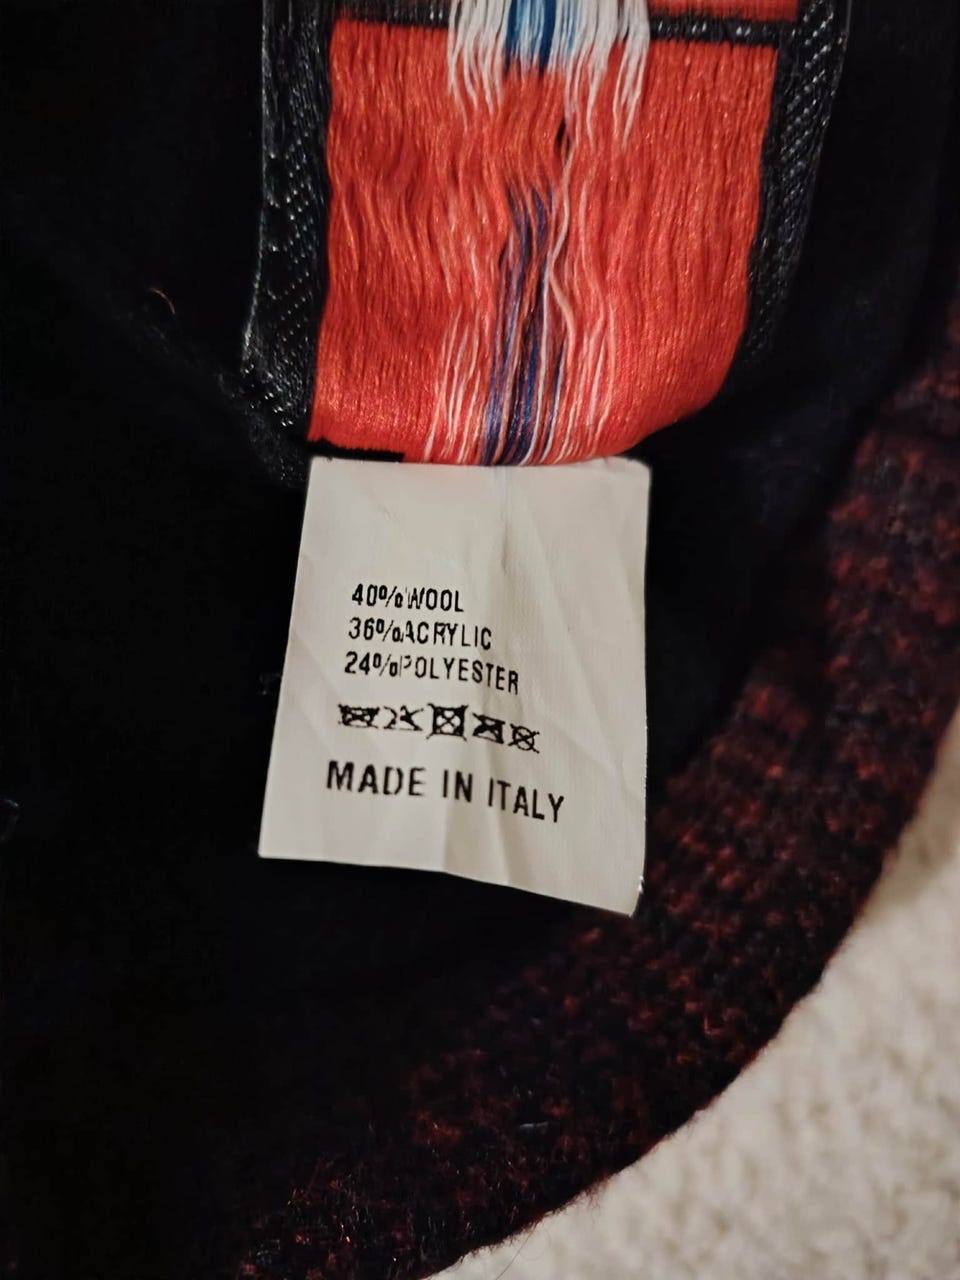 40%WOOL
36%ACRYLIC
24%POLYESTER
MADE IN ITALY